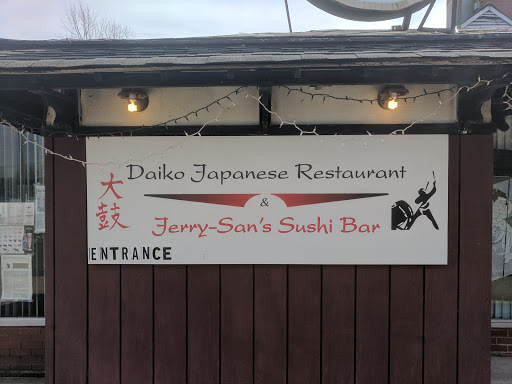 Daiko Japanese Restaurant
&
Jerry-San's Sushi Bar
大鼓
ENTRANCE